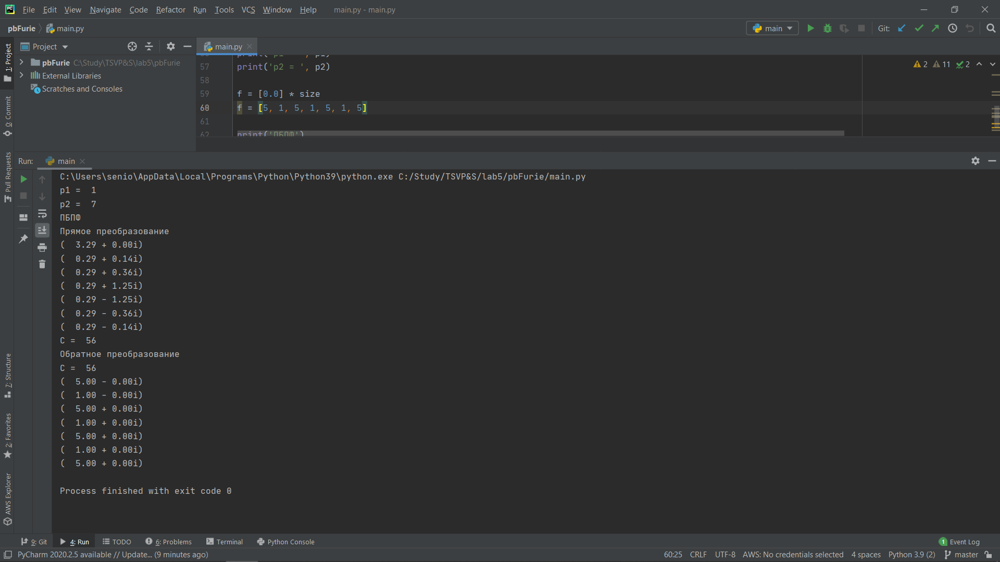 File Edit View Navigate Code Refactor Run Tools VCS Window Help main.py - main.py
pbFurie main.py main Git:
Project main.py
1: Project
pbFurie C:\Study\TSVP&S\lab5\pbFurie
External Libraries
Scratches and Consoles
57 print('p2 = ', p2)
58
59 f = [0.0] * size
60 f = [5, 1, 5, 1, 5, 1, 5]
61
62 print('ПБПФ')
2 11 2
0: Commit
Pull Requests
Run: main
C:\Users\senio\AppData\Local\Programs\Python\Python39\python.exe C:/Study/TSVP&S/lab5/pbFurie/main.py
p1 =  1
p2 =  7
ПБПФ
Прямое преобразование
(  3.29 + 0.00i)
(  0.29 + 0.14i)
(  0.29 + 0.36i)
(  0.29 + 1.25i)
(  0.29 - 1.25i)
(  0.29 - 0.36i)
(  0.29 - 0.14i)
C =  56
Обратное преобразование
C =  56
(  5.00 - 0.00i)
(  1.00 - 0.00i)
(  5.00 + 0.00i)
(  1.00 + 0.00i)
(  5.00 + 0.00i)
(  1.00 + 0.00i)
(  5.00 + 0.00i)
Process finished with exit code 0
7: Structure
2: Favorites
AWS Explorer
9: Git 4: Run TODO 6: Problems Terminal Python Console 1 Event Log
PyCharm 2020.2.5 available // Update... (9 minutes ago) 60:25 CRLF UTF-8 AWS: No credentials selected 4 spaces Python 3.9 (2) master